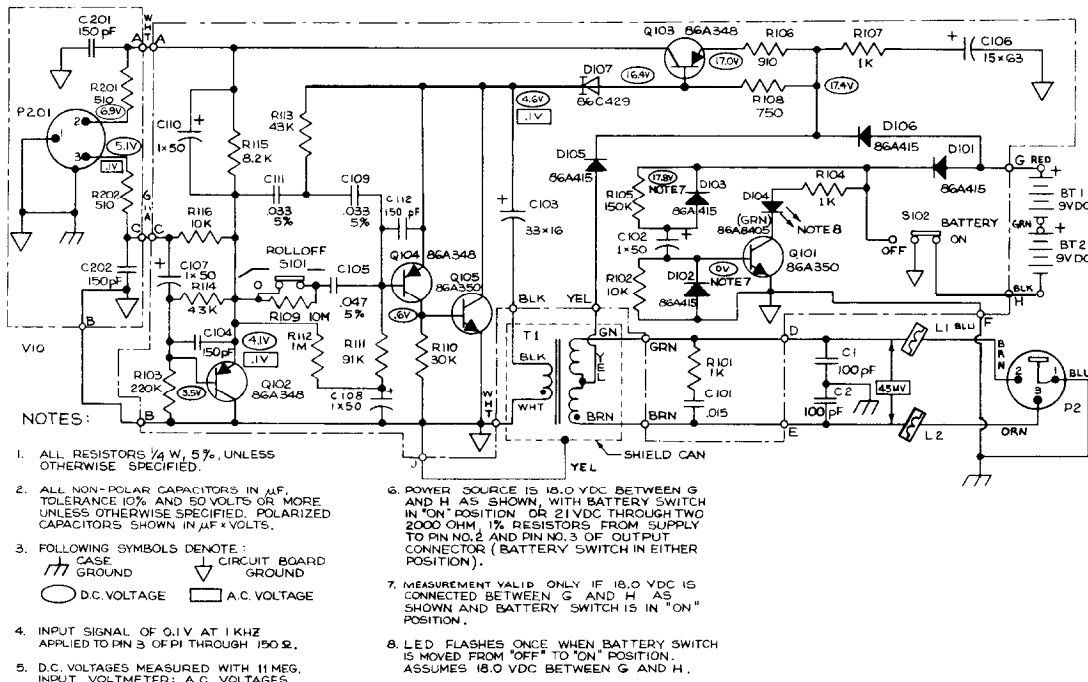 C201
150 pF
WHT
A
A
R201
510
6.9V
P201
2
1
3
5.1V
.1V
R202
510
GRA
C
C
C202
150 pF
B
V10
B
C110
1×50
R115
8.2K
R113
43K
C111
.033
5%
C109
.033
5%
C112
150 pF
R116
10K
C107
1×50
R114
43K
ROLLOFF
S101
C105
.047
5%
R109 10M
C104
150pF
4.1V
.1V
R112
1M
R111
91K
R103
220K
3.5V
Q102
86A348
C108
1×50
Q104
86A348
Q105
86A350
.6V
R110
30K
WHT
J
Q103 86A348
R106
910
R107
1K
C106
15×63
D107
86C429
16.4V
17.0V
17.4V
R108
750
4.6V
.1V
C103
33×16
D105
86A415
D106
86A415
D101
86A415
G RED
BT1
9VDC
GRN
BT2
9VDC
BLK
H
R105
150K
17.8V
NOTE 7
D103
86A415
C102
1×50
R102
10K
D102
86A415
0V
NOTE 7
D104
(GRN)
86A8405
NOTE 8
R104
1K
Q101
86A350
S102
BATTERY
OFF
ON
BLK
YEL
T1
BLK
WHT
GN
YEL
BRN
SHIELD CAN
YEL
GRN
BRN
R101
1K
C101
.015
D
E
C1
100 pF
C2
100 pF
45MV
L1
BLU
F
L2
BRN
ORN
2
1
3
BLU
P2
NOTES:
1. ALL RESISTORS 1/4 W, 5%, UNLESS
OTHERWISE SPECIFIED.
2. ALL NON-POLAR CAPACITORS IN µF,
TOLERANCE 10% AND 50 VOLTS OR MORE
UNLESS OTHERWISE SPECIFIED. POLARIZED
CAPACITORS SHOWN IN µF × VOLTS.
3. FOLLOWING SYMBOLS DENOTE:
CASE
GROUND
CIRCUIT BOARD
GROUND
D.C. VOLTAGE
A.C. VOLTAGE
4. INPUT SIGNAL OF 0.1 V AT 1 KHZ
APPLIED TO PIN 3 OF P1 THROUGH 150 Ω.
5. D.C. VOLTAGES MEASURED WITH 11 MEG.
INPUT VOLTMETER: A.C. VOLTAGES
6. POWER SOURCE IS 18.0 VDC BETWEEN G
AND H AS SHOWN, WITH BATTERY SWITCH
IN "ON" POSITION OR 21 VDC THROUGH TWO
2000 OHM, 1% RESISTORS FROM SUPPLY
TO PIN NO.2 AND PIN NO.3 OF OUTPUT
CONNECTOR (BATTERY SWITCH IN EITHER
POSITION).
7. MEASUREMENT VALID ONLY IF 18.0 VDC IS
CONNECTED BETWEEN G AND H AS
SHOWN AND BATTERY SWITCH IS IN "ON"
POSITION.
8. LED FLASHES ONCE WHEN BATTERY SWITCH
IS MOVED FROM "OFF" TO "ON" POSITION.
ASSUMES 18.0 VDC BETWEEN G AND H.